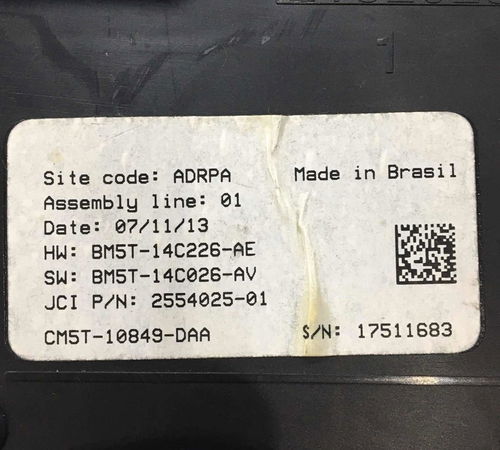 1
Site code: ADRPA
Made in Brasil
Assembly line: 01
Date: 07/11/13
HW: BM5T-14C226-AE
SW: BM5T-14C026-AV
JCI P/N: 2554025-01
CM5T-10849-DAA
S/N: 17511683